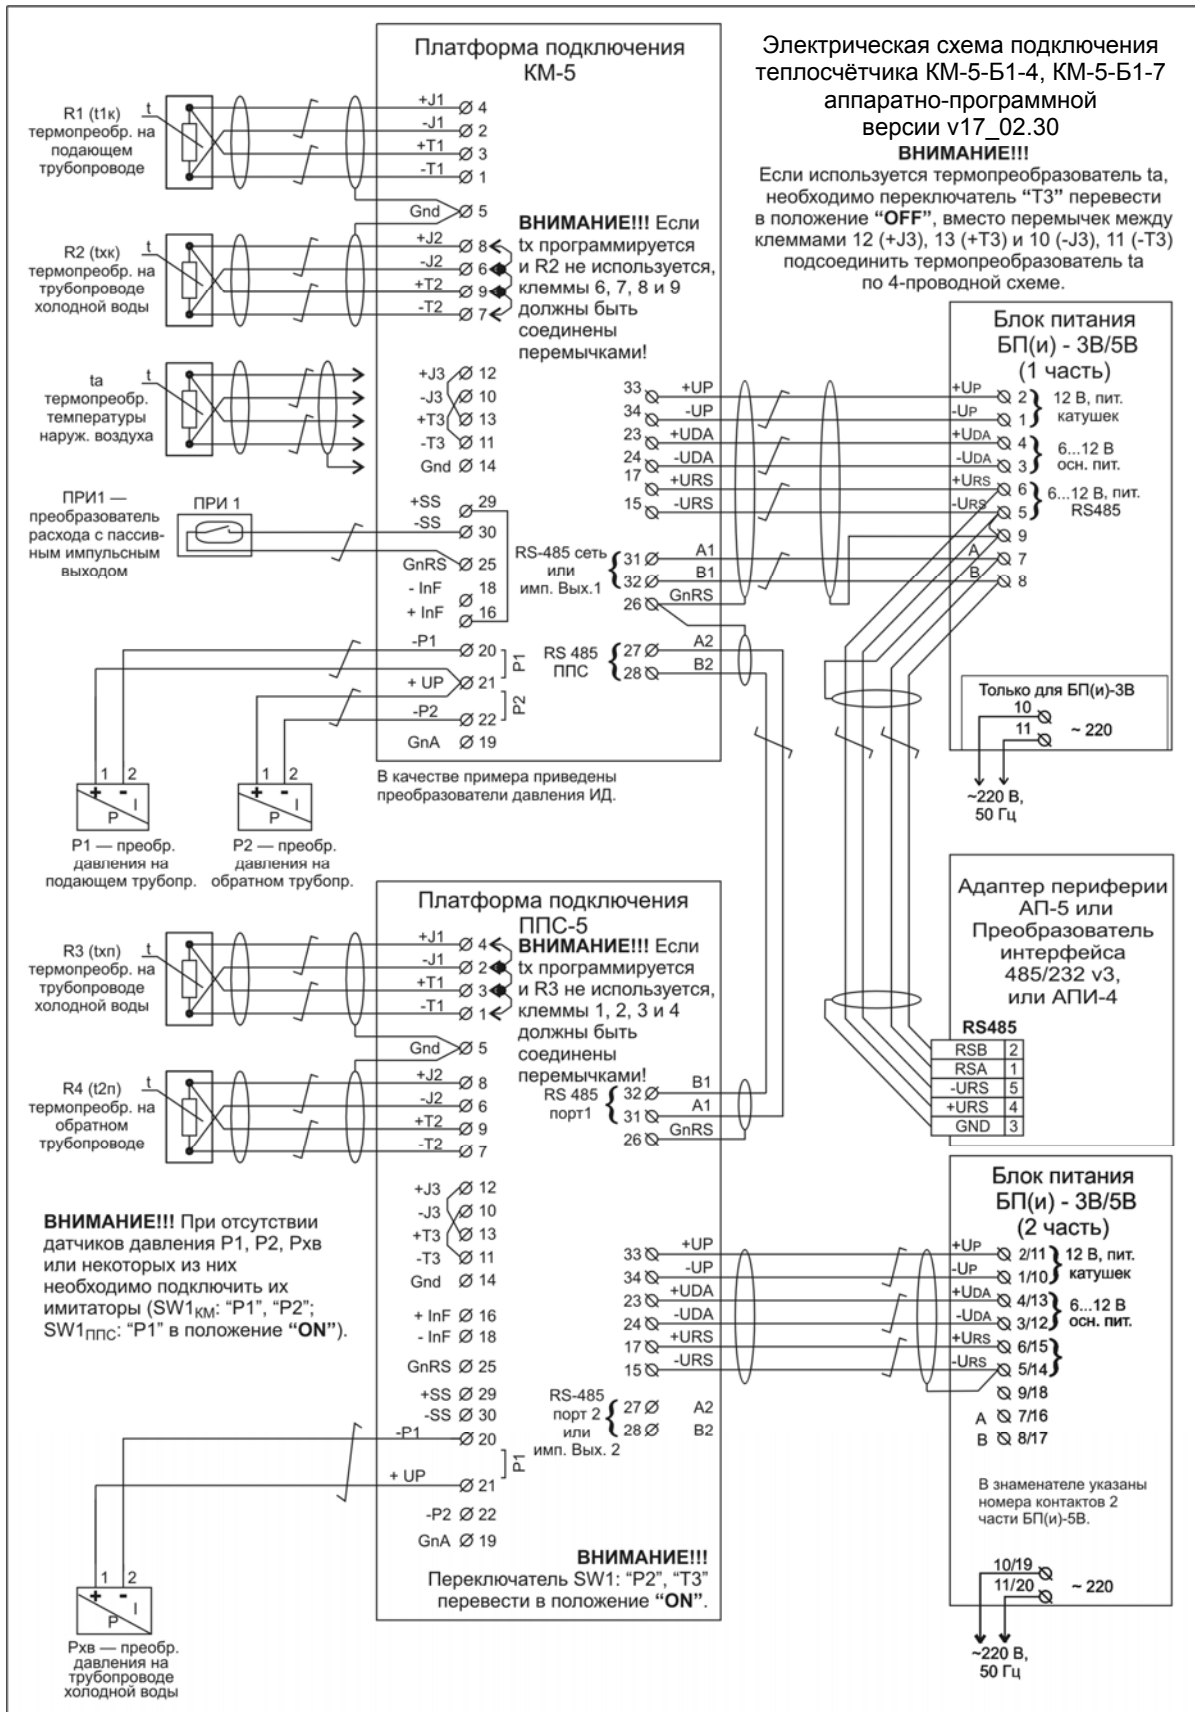 Электрическая схема подключения
теплосчётчика КМ-5-Б1-4, КМ-5-Б1-7
аппаратно-программной
версии v17_02.30
ВНИМАНИЕ!!!
Если используется термопреобразователь ta,
необходимо переключатель “Т3” перевести
в положение “OFF”, вместо перемычек между
клеммами 12 (+J3), 13 (+T3) и 10 (-J3), 11 (-T3)
подсоединить термопреобразователь ta
по 4-проводной схеме.
Платформа подключения
КМ-5
R1 (t1к)
термопреобр. на
подающем
трубопроводе
t
+J1 4
-J1 2
+T1 3
-T1 1
Gnd 5
R2 (tхк)
термопреобр. на
трубопроводе
холодной воды
t
+J2 8
-J2 6
+T2 9
-T2 7
ВНИМАНИЕ!!! Если
tx программируется
и R2 не используется,
клеммы 6, 7, 8 и 9
должны быть
соединены
перемычками!
ta
термопреобр.
температуры
наруж. воздуха
t
+J3 12
-J3 10
+T3 13
-T3 11
Gnd 14
ПРИ1 —
преобразователь
расхода с пассив-
ным импульсным
выходом
ПРИ 1
+SS 29
-SS 30
GnRS 25
- InF 18
+ InF 16
-P1 20
+ UP 21
-P2 22
GnA 19
P1
P2
33 +UP
34 -UP
23 +UDA
24 -UDA
17 +URS
15 -URS
RS-485 сеть
или
имп. Вых.1
31 A1
32 B1
26 GnRS
RS 485
ППС
27 A2
28 B2
В качестве примера приведены
преобразователи давления ИД.
1 2
+ -
P I
P1 — преобр.
давления на
подающем трубопр.
1 2
+ -
P I
P2 — преобр.
давления на
обратном трубопр.
Блок питания
БП(и) - 3В/5В
(1 часть)
+UP 2
-UP 1
12 В, пит.
катушек
+UDA 4
-UDA 3
6...12 В
осн. пит.
+URS 6
-URS 5
6...12 В, пит.
RS485
9
A 7
B 8
Только для БП(и)-3В
10
11
~ 220
~220 В,
50 Гц
Адаптер периферии
АП-5 или
Преобразователь
интерфейса
485/232 v3,
или АПИ-4
RS485
RSB 2
RSA 1
-URS 5
+URS 4
GND 3
Платформа подключения
ППС-5
R3 (tхп)
термопреобр. на
трубопроводе
холодной воды
t
+J1 4
-J1 2
+T1 3
-T1 1
Gnd 5
ВНИМАНИЕ!!! Если
tx программируется
и R3 не используется,
клеммы 1, 2, 3 и 4
должны быть
соединены
перемычками!
R4 (t2п)
термопреобр. на
обратном
трубопроводе
t
+J2 8
-J2 6
+T2 9
-T2 7
RS 485
порт1
32 B1
31 A1
26 GnRS
ВНИМАНИЕ!!! При отсутствии
датчиков давления P1, P2, Рхв
или некоторых из них
необходимо подключить их
имитаторы (SW1КМ: “P1”, “P2”;
SW1ППС: “P1” в положение “ON”).
+J3 12
-J3 10
+T3 13
-T3 11
Gnd 14
+ InF 16
- InF 18
GnRS 25
+SS 29
-SS 30
-P1 20
+ UP 21
-P2 22
GnA 19
P1
33 +UP
34 -UP
23 +UDA
24 -UDA
17 +URS
15 -URS
RS-485
порт 2
или
имп. Вых. 2
27 A2
28 B2
ВНИМАНИЕ!!!
Переключатель SW1: “P2”, “T3”
перевести в положение “ON”.
1 2
+ -
P I
Рхв — преобр.
давления на
трубопроводе
холодной воды
Блок питания
БП(и) - 3В/5В
(2 часть)
+UP 2/11
-UP 1/10
12 В, пит.
катушек
+UDA 4/13
-UDA 3/12
6...12 В
осн. пит.
+URS 6/15
-URS 5/14
9/18
A 7/16
B 8/17
В знаменателе указаны
номера контактов 2
части БП(и)-5В.
10/19
11/20
~ 220
~220 В,
50 Гц